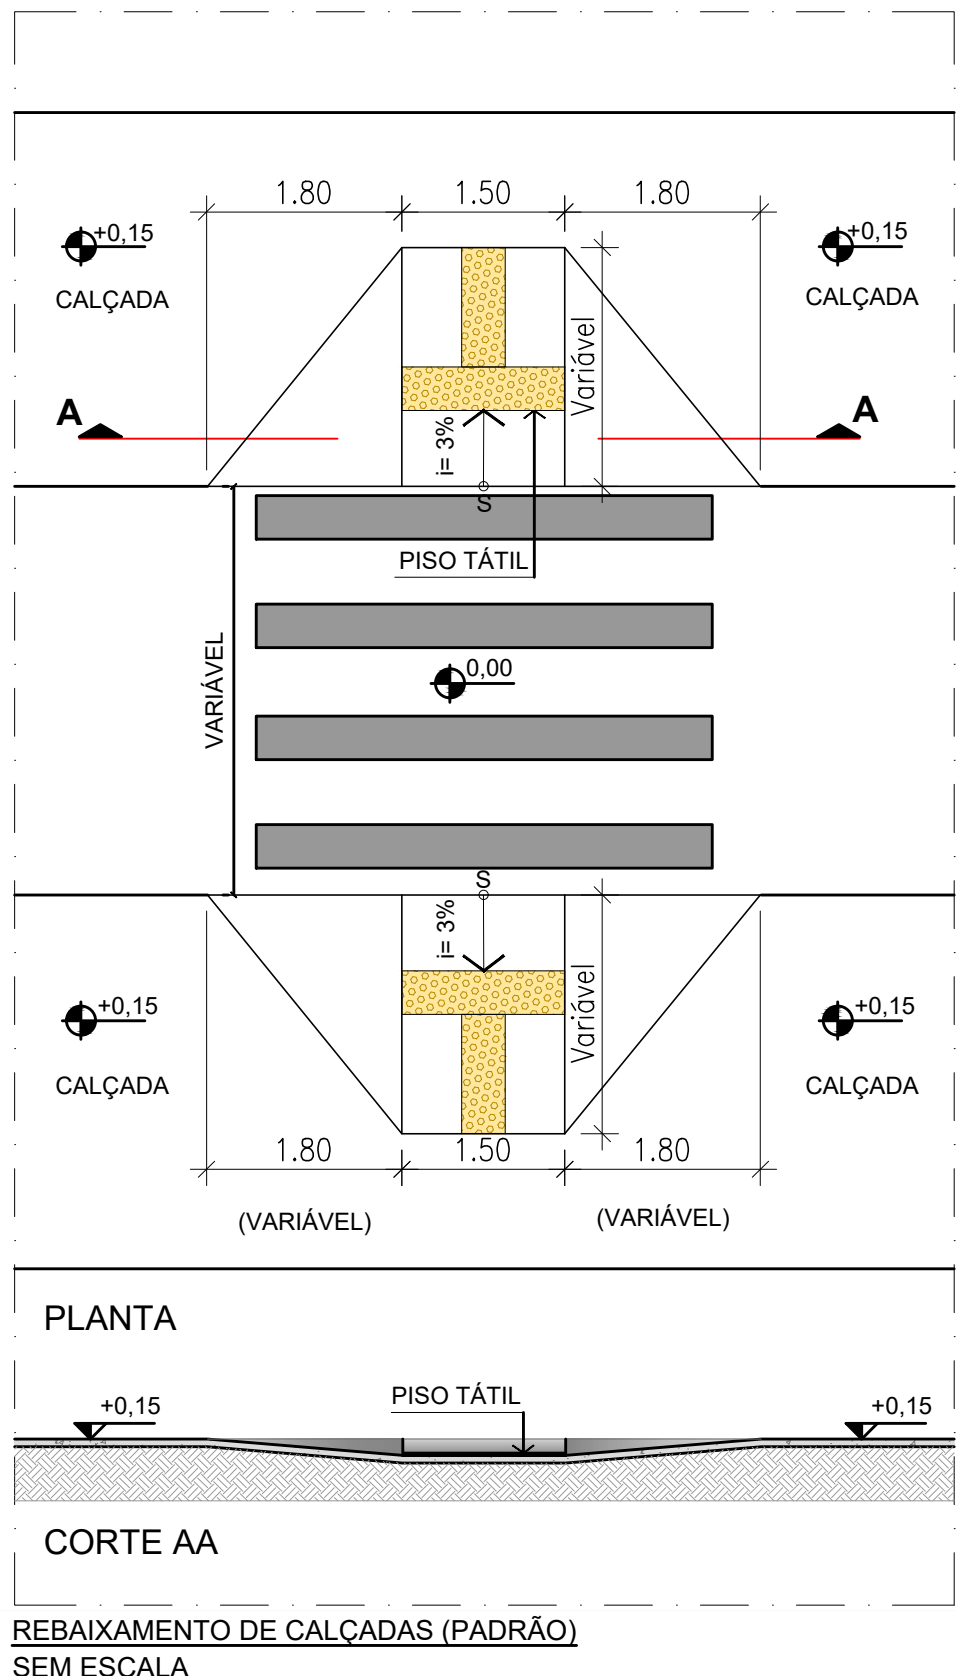 1.80
1.50
1.80
+0,15
+0,15
CALÇADA
CALÇADA
Variável
A
A
i= 3%
S
PISO TÁTIL
VARIÁVEL
0,00
S
i= 3%
Variável
+0,15
+0,15
CALÇADA
CALÇADA
1.80
1.50
1.80
(VARIÁVEL)
(VARIÁVEL)
PLANTA
PISO TÁTIL
+0,15
+0,15
CORTE AA
REBAIXAMENTO DE CALÇADAS (PADRÃO)
SEM ESCALA